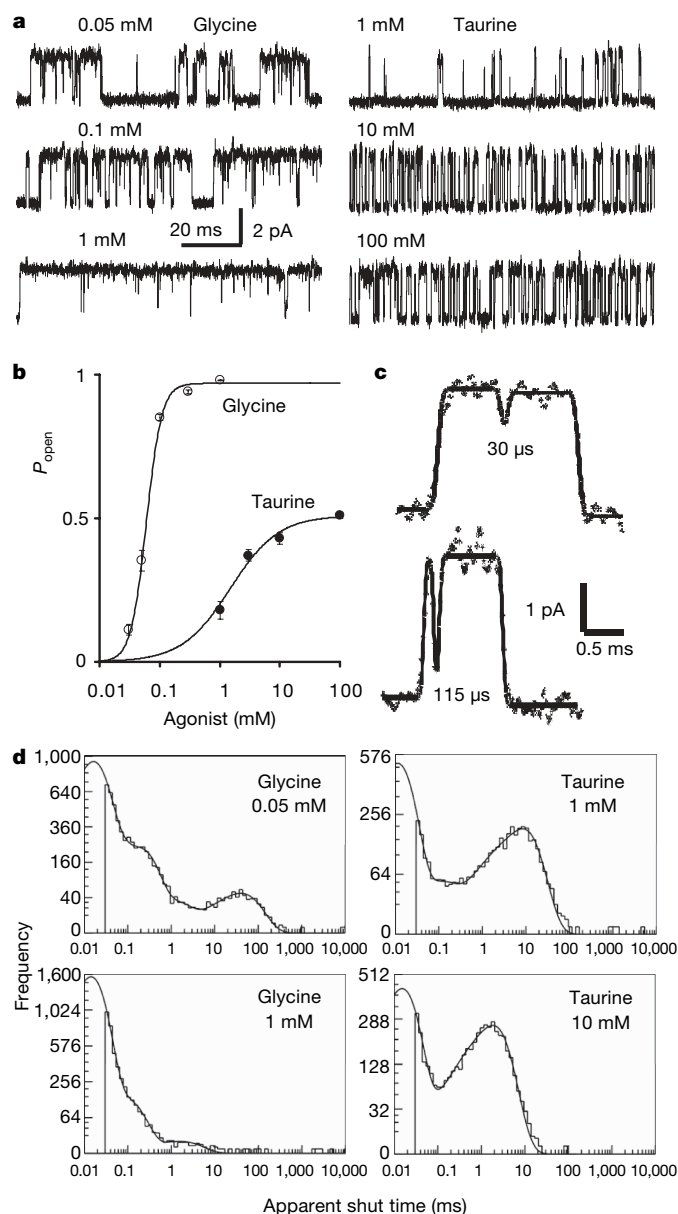 a
0.05 mM Glycine
1 mM Taurine
0.1 mM
10 mM
20 ms 2 pA
1 mM
100 mM
b
1
0.5
0
P open
Glycine
Taurine
0.01 0.1 1 10 100
Agonist (mM)
c
30 µs
1 pA
0.5 ms
115 µs
d
Frequency
1,000
640
360
160
40
0
Glycine
0.05 mM
0.01 0.1 1 10 100 1,000 10,000
576
256
64
0
Taurine
1 mM
0.01 0.1 1 10 100 1,000 10,000
1,600
1,024
576
256
64
0
Glycine
1 mM
0.01 0.1 1 10 100 1,000 10,000
512
288
128
32
0
Taurine
10 mM
0.01 0.1 1 10 100 1,000 10,000
Apparent shut time (ms)